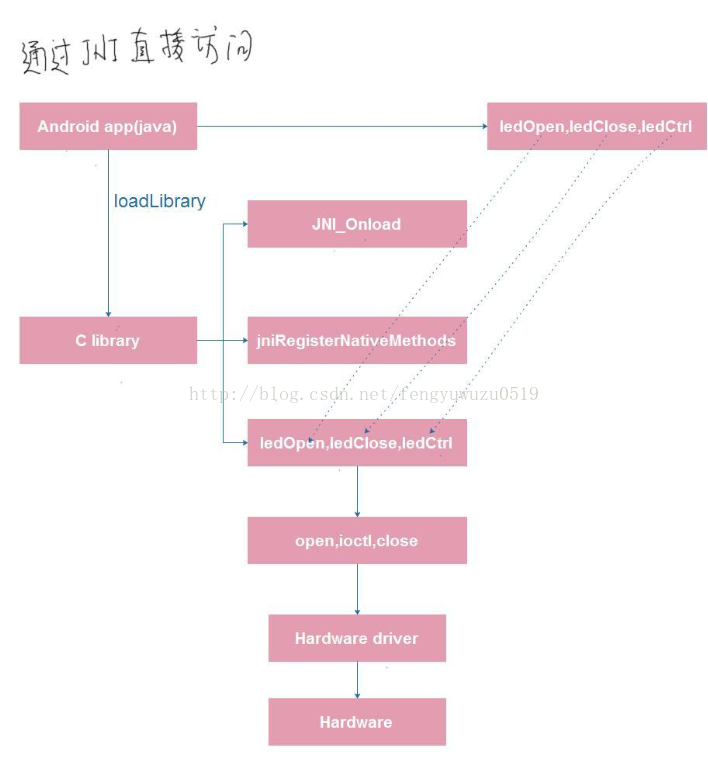 通过JNI直接访问
Android app(java)
ledOpen,ledClose,ledCtrl
loadLibrary
JNI_Onload
C library
jniRegisterNativeMethods
http://blog.csdn.net/fengyuwuzu0519
ledOpen,ledClose,ledCtrl
open,ioctl,close
Hardware driver
Hardware